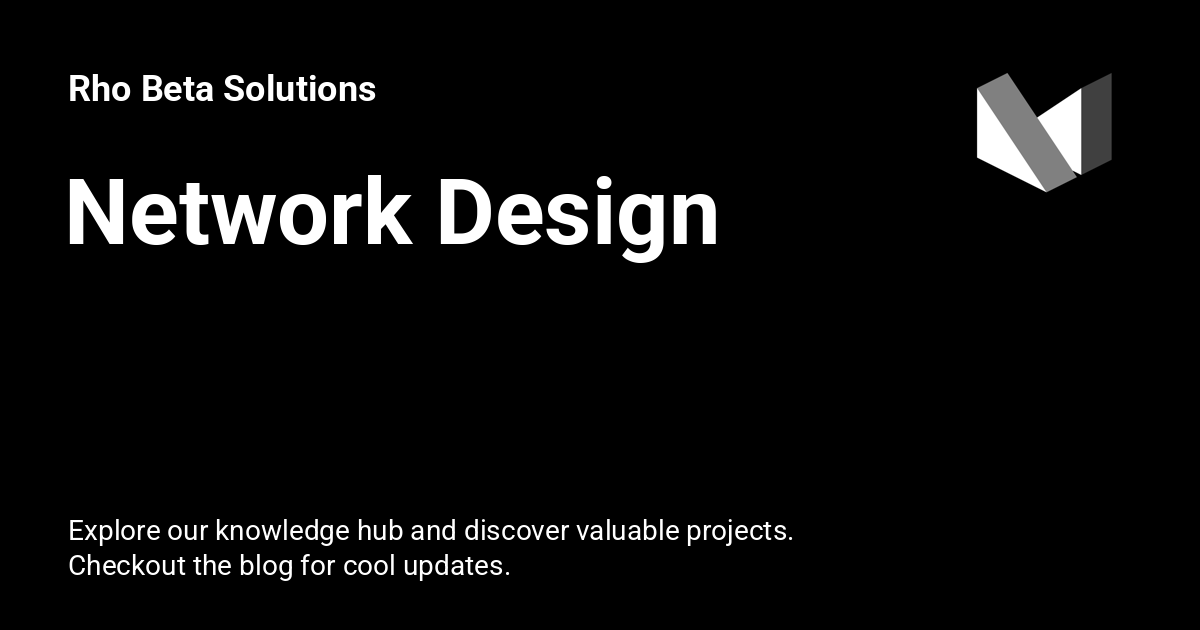 Rho Beta Solutions
Network Design
Explore our knowledge hub and discover valuable projects.
Checkout the blog for cool updates.